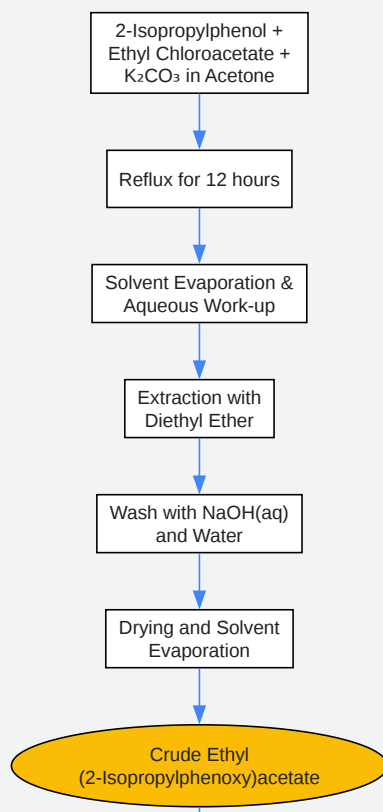 2-Isopropylphenol +
Ethyl Chloroacetate +
K₂CO₃ in Acetone
Reflux for 12 hours
Solvent Evaporation &
Aqueous Work-up
Extraction with
Diethyl Ether
Wash with NaOH(aq)
and Water
Drying and Solvent
Evaporation
Crude Ethyl
(2-Isopropylphenoxy)acetate